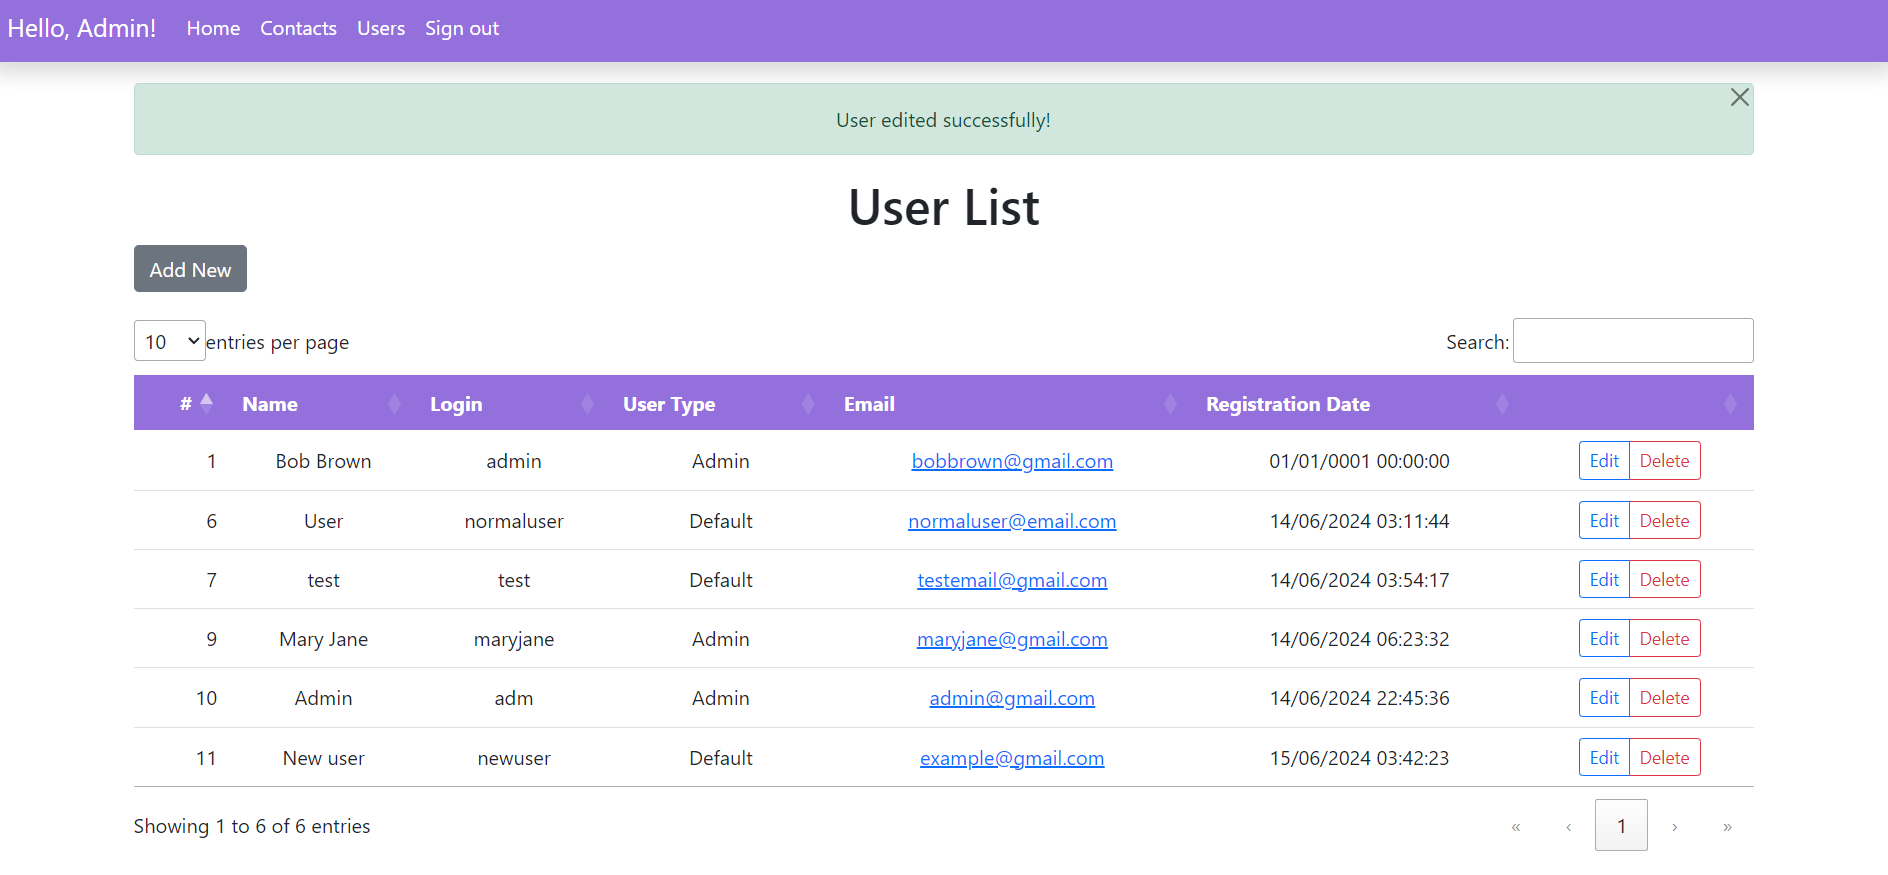 Hello, Admin! Home Contacts Users Sign out
User edited successfully!
User List
Add New
10 entries per page Search:
# Name Login User Type Email Registration Date
1 Bob Brown admin Admin bobbrown@gmail.com 01/01/0001 00:00:00 Edit Delete
6 User normaluser Default normaluser@email.com 14/06/2024 03:11:44 Edit Delete
7 test test Default testemail@gmail.com 14/06/2024 03:54:17 Edit Delete
9 Mary Jane maryjane Admin maryjane@gmail.com 14/06/2024 06:23:32 Edit Delete
10 Admin adm Admin admin@gmail.com 14/06/2024 22:45:36 Edit Delete
11 New user newuser Default example@gmail.com 15/06/2024 03:42:23 Edit Delete
Showing 1 to 6 of 6 entries « ‹ 1 › »